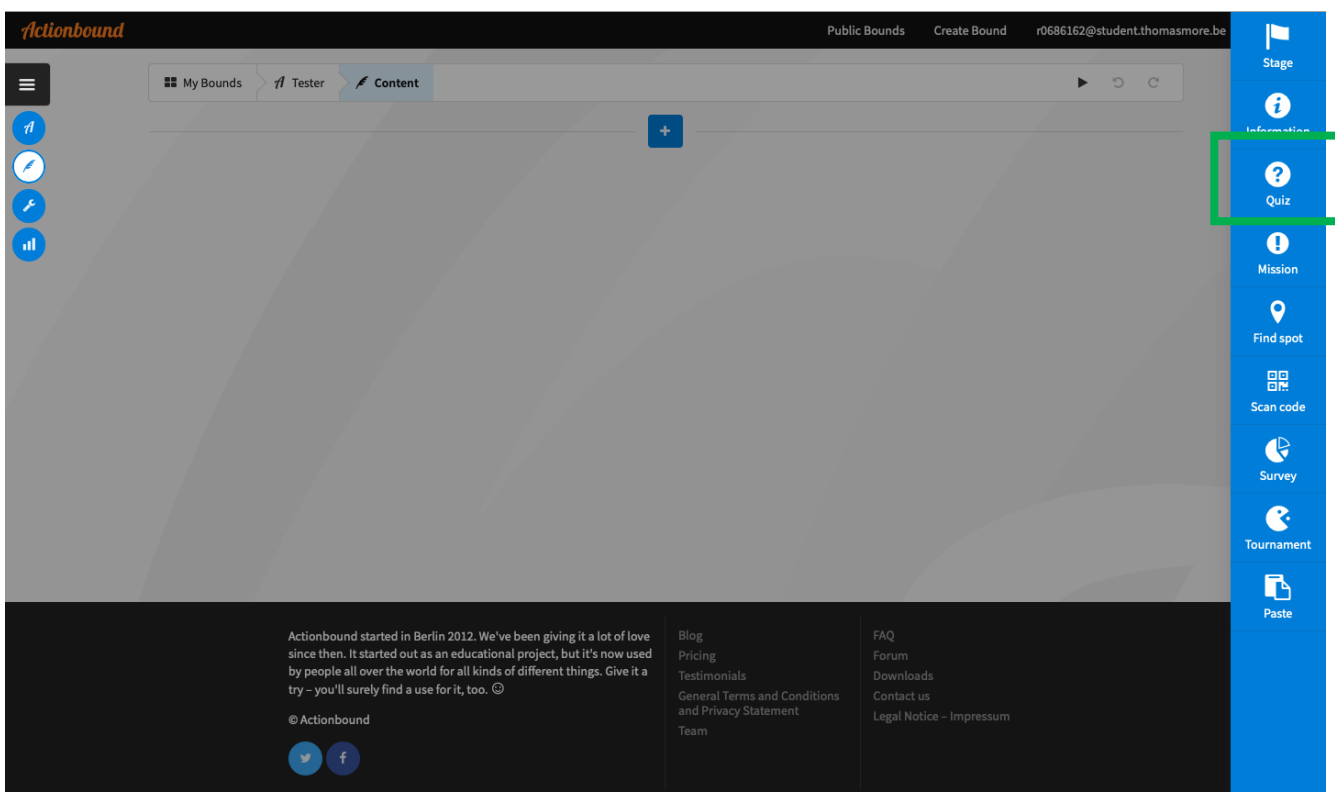 Actionbound
Public Bounds
Create Bound
r0686162@student.thomasmore.be
My Bounds
Tester
Content
Stage
Information
Quiz
Mission
Find spot
Scan code
Survey
Tournament
Paste
Actionbound started in Berlin 2012. We've been giving it a lot of love
since then. It started out as an educational project, but it's now used
by people all over the world for all kinds of different things. Give it a
try – you'll surely find a use for it, too. ☺
© Actionbound
Blog
Pricing
Testimonials
General Terms and Conditions
and Privacy Statement
Team
FAQ
Forum
Downloads
Contact us
Legal Notice – Impressum